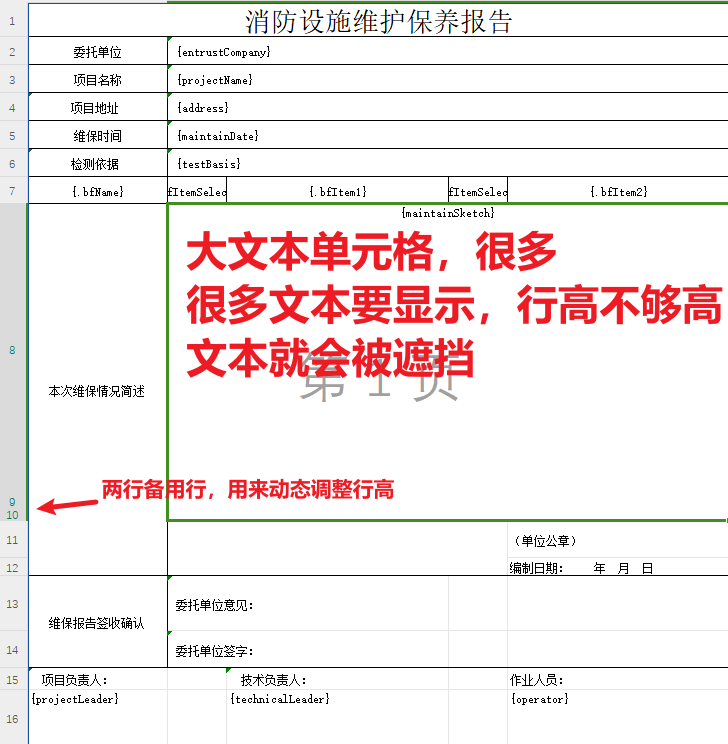 1 消防设施维护保养报告
2 委托单位 {entrustCompany}
3 项目名称 {projectName}
4 项目地址 {address}
5 维保时间 {maintainDate}
6 检测依据 {testBasis}
7 {.bfName} fItemSelec {.bfItem1} fItemSelec {.bfItem2}
{maintainSketch}
大文本单元格，很多
很多文本要显示，行高不够高
文本就会被遮挡
8 第 1 页
本次维保情况简述
两行备用行，用来动态调整行高
9
10
11 （单位公章）
12 编制日期： 年 月 日
13 委托单位意见：
维保报告签收确认
14 委托单位签字：
15 项目负责人： 技术负责人： 作业人员：
{projectLeader} {technicalLeader} {operator}
16